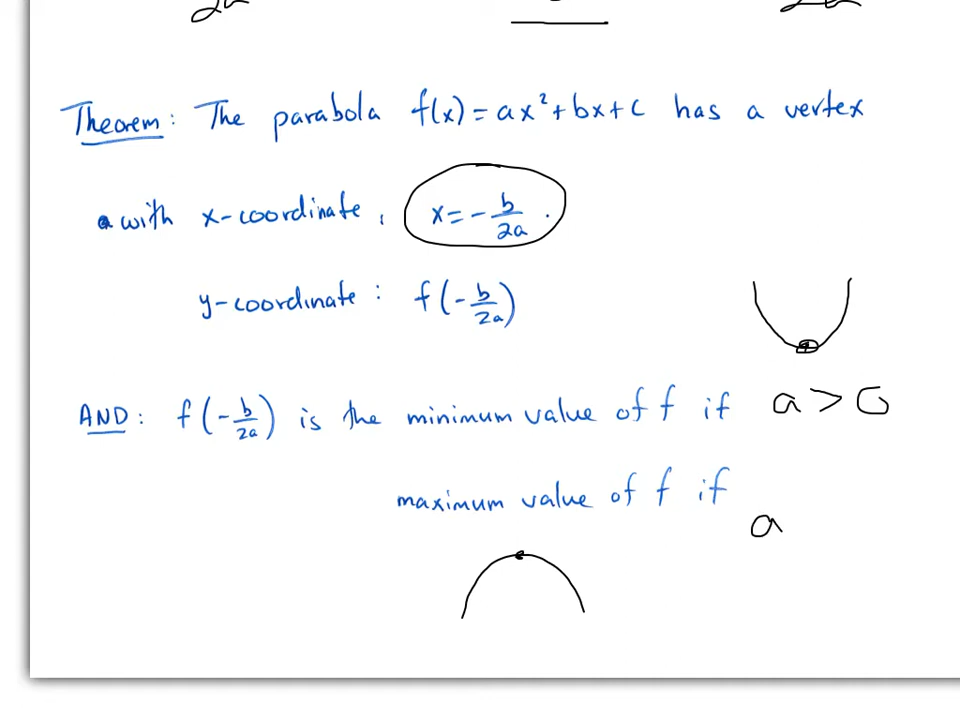 Theorem: The parabola f(x) = ax² + bx + c has a vertex
with x-coordinate, x = - b/2a .
y-coordinate: f(-b/2a)
AND: f(-b/2a) is the minimum value of f if a > 0
maximum value of f if
a